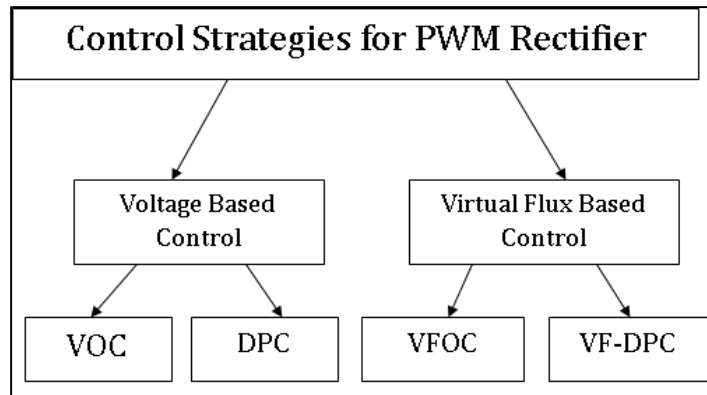 Control Strategies for PWM Rectifier
Voltage Based
Control
Virtual Flux Based
Control
VOC
DPC
VFOC
VF-DPC